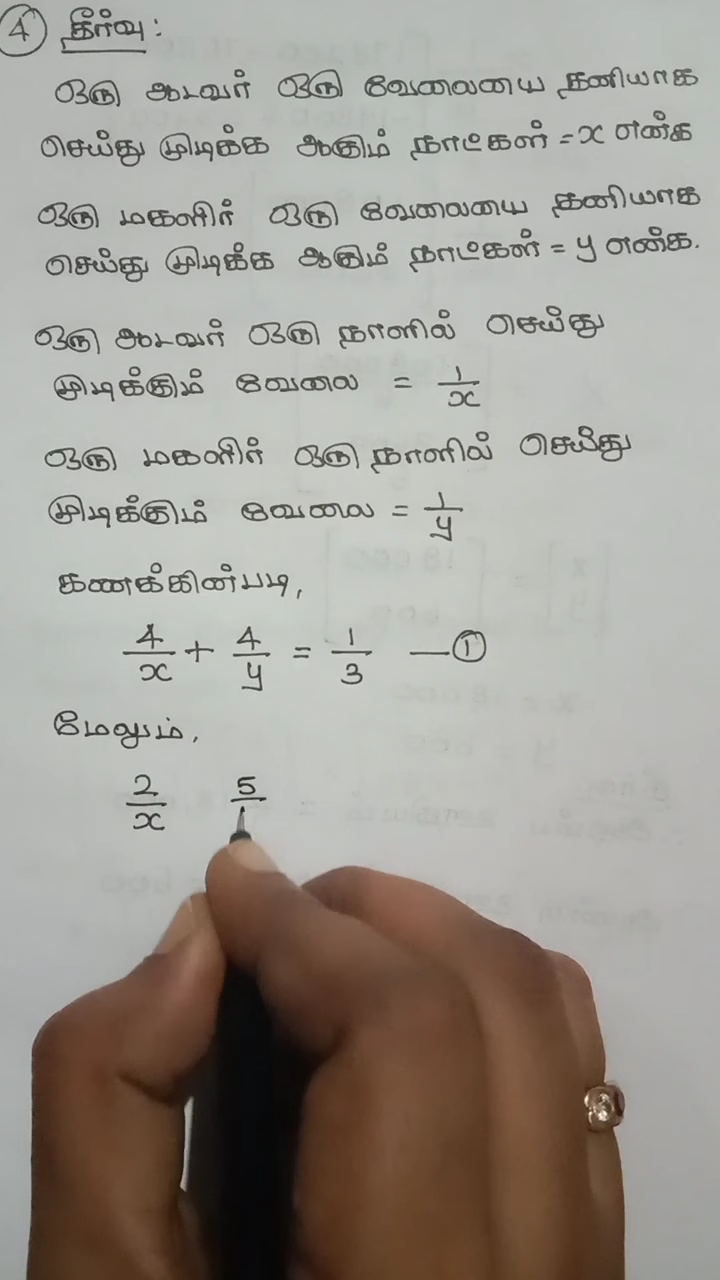 ④ தீர்வு :
ஒரு ஆடவர் ஒரு வேலையை தனியாக
செய்து முடிக்க ஆகும் நாட்கள் = x என்க
ஒரு மகளிர் ஒரு வேலையை தனியாக
செய்து முடிக்க ஆகும் நாட்கள் = y என்க.
ஒரு ஆடவர் ஒரு நாளில் செய்து
முடிக்கும் வேலை = 1/x
ஒரு மகளிர் ஒரு நாளில் செய்து
முடிக்கும் வேலை = 1/y
கணக்கின்படி,
4/x + 4/y = 1/3 — ①
மேலும்,
2/x 5/